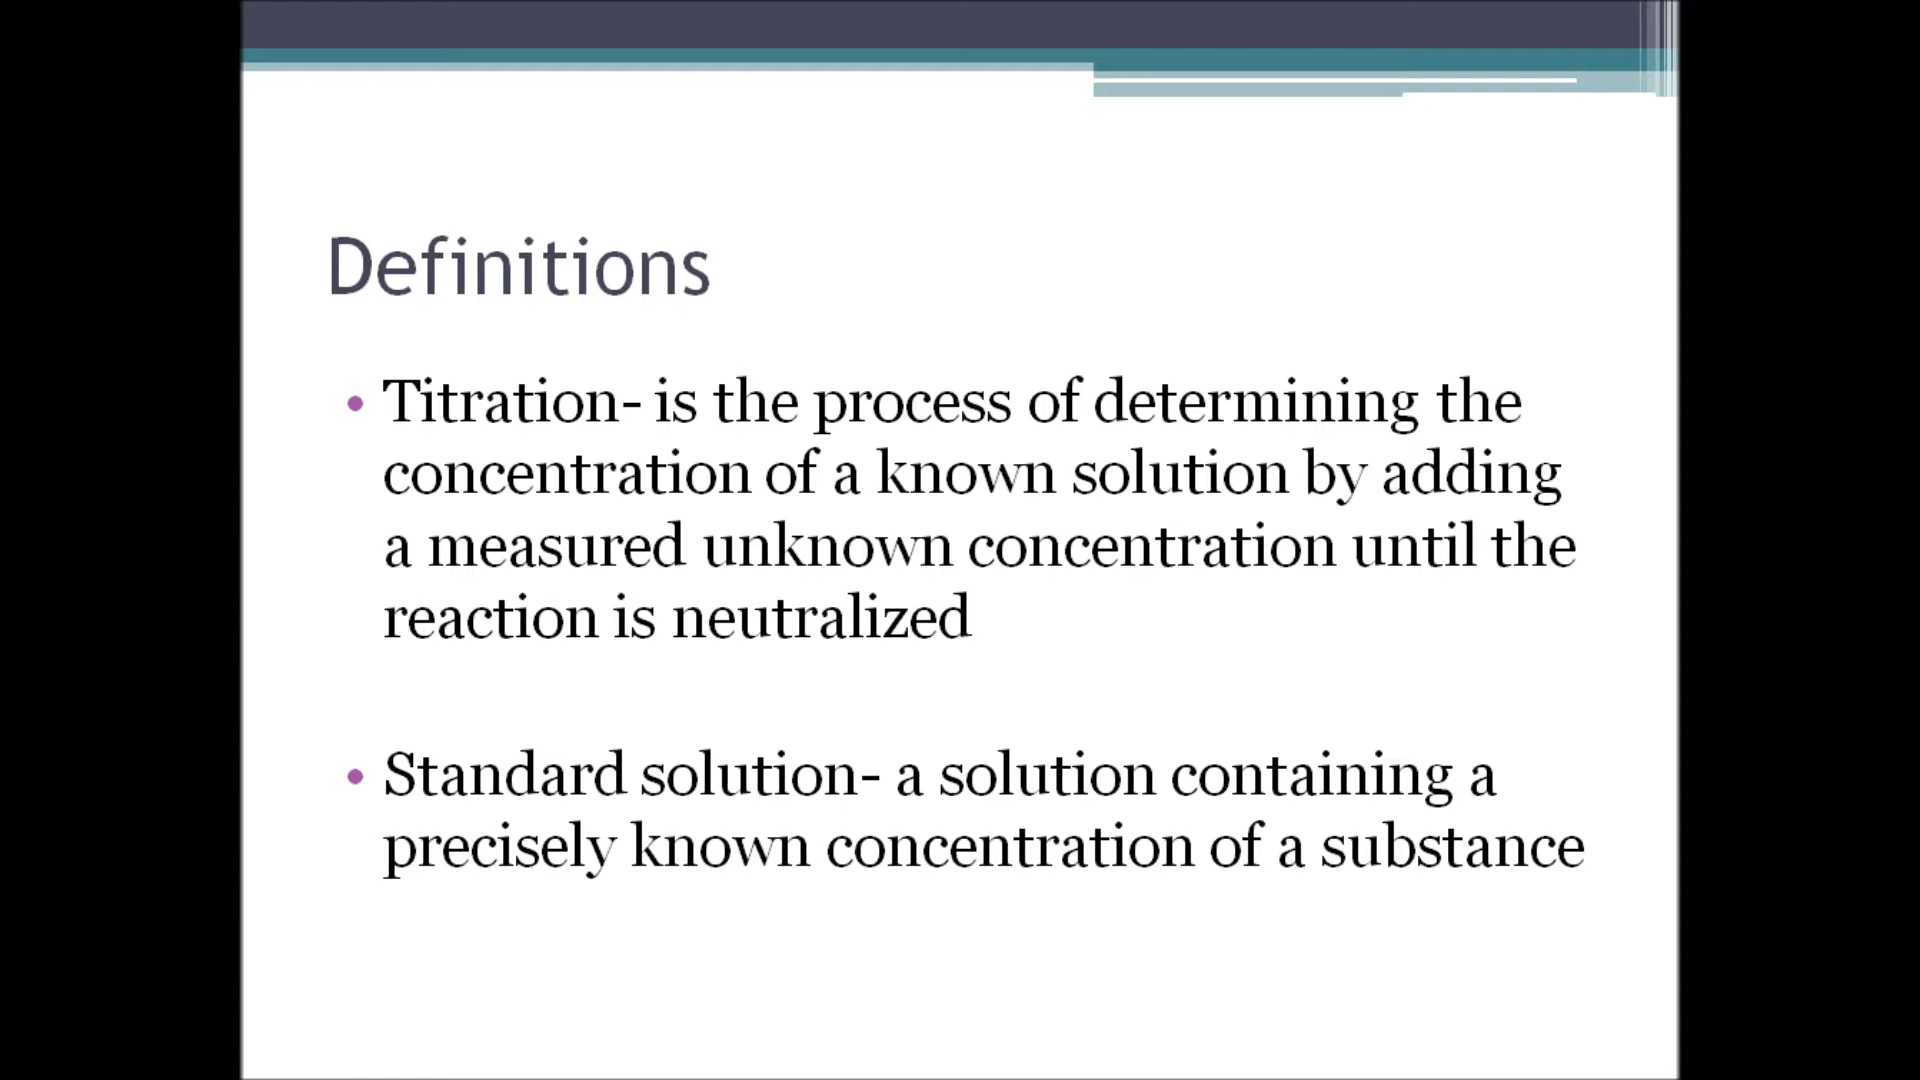 Definitions
• Titration- is the process of determining the
concentration of a known solution by adding
a measured unknown concentration until the
reaction is neutralized
• Standard solution- a solution containing a
precisely known concentration of a substance